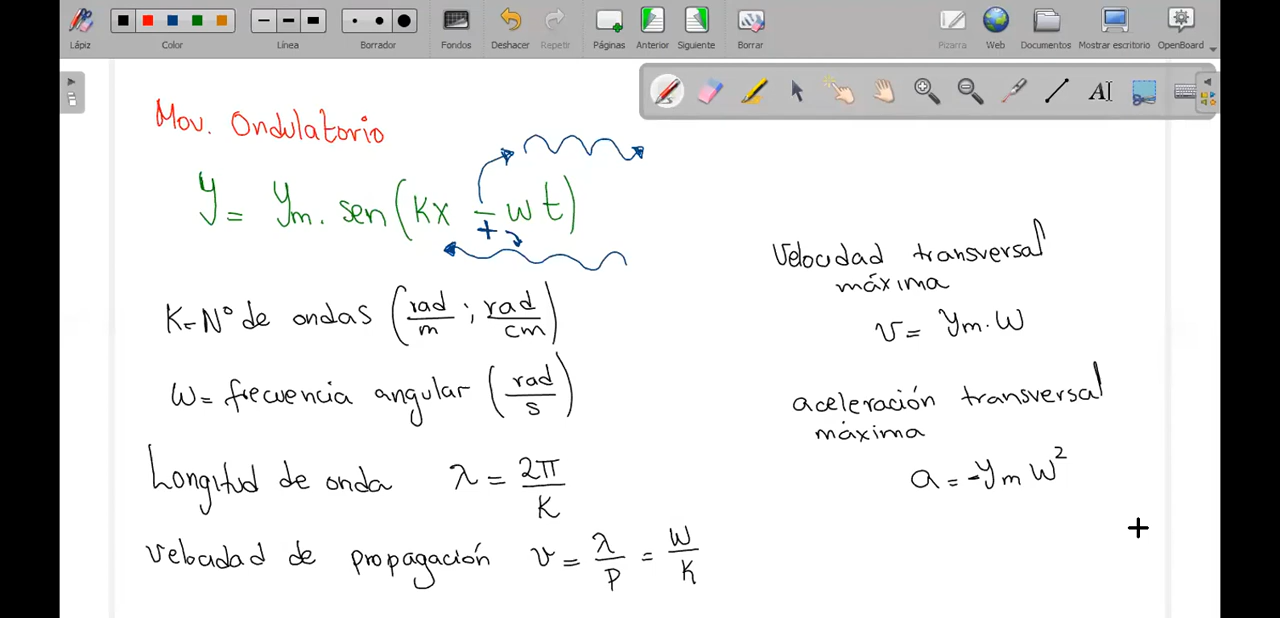 Lápiz
Color
Línea
Borrador
Fondos
Deshacer
Repetir
Páginas
Anterior
Siguiente
Borrar
Pizarra
Web
Documentos
Mostrar escritorio
OpenBoard
AI
Mov. Ondulatorio
y = ym . sen (kx - wt)
+
K = Nº de ondas (rad/m ; rad/cm)
w = frecuencia angular (rad/s)
Longitud de onda λ = 2π/K
Velocidad de propagación v = λ/P = w/K
Velocidad transversal
máxima
v = ym . w
aceleración transversal
máxima
a = -ym w²